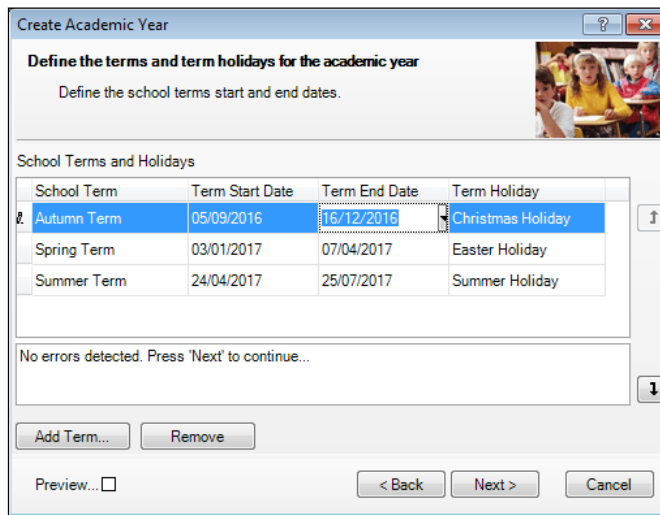 Create Academic Year
Define the terms and term holidays for the academic year
Define the school terms start and end dates.
School Terms and Holidays
School Term Term Start Date Term End Date Term Holiday
Autumn Term 05/09/2016 16/12/2016 Christmas Holiday
Spring Term 03/01/2017 07/04/2017 Easter Holiday
Summer Term 24/04/2017 25/07/2017 Summer Holiday
No errors detected. Press 'Next' to continue...
Add Term... Remove
Preview... < Back Next > Cancel